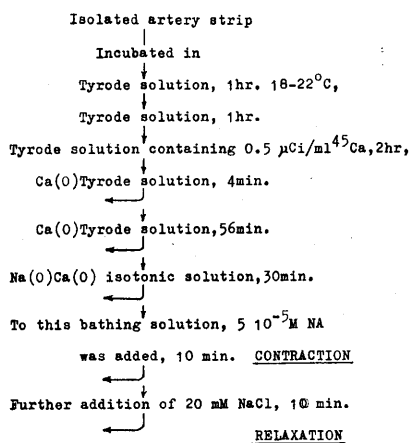 Isolated artery strip
Incubated in
Tyrode solution, 1hr. 18-22°C,
Tyrode solution, 1hr.
Tyrode solution containing 0.5 µCi/ml⁴⁵Ca,2hr,
Ca(0)Tyrode solution, 4min.
Ca(0)Tyrode solution,56min.
Na(0)Ca(0) isotonic solution,30min.
To this bathing solution, 5 10⁻⁵M NA
was added, 10 min. CONTRACTION
Further addition of 20 mM NaCl, 10 min.
RELAXATION